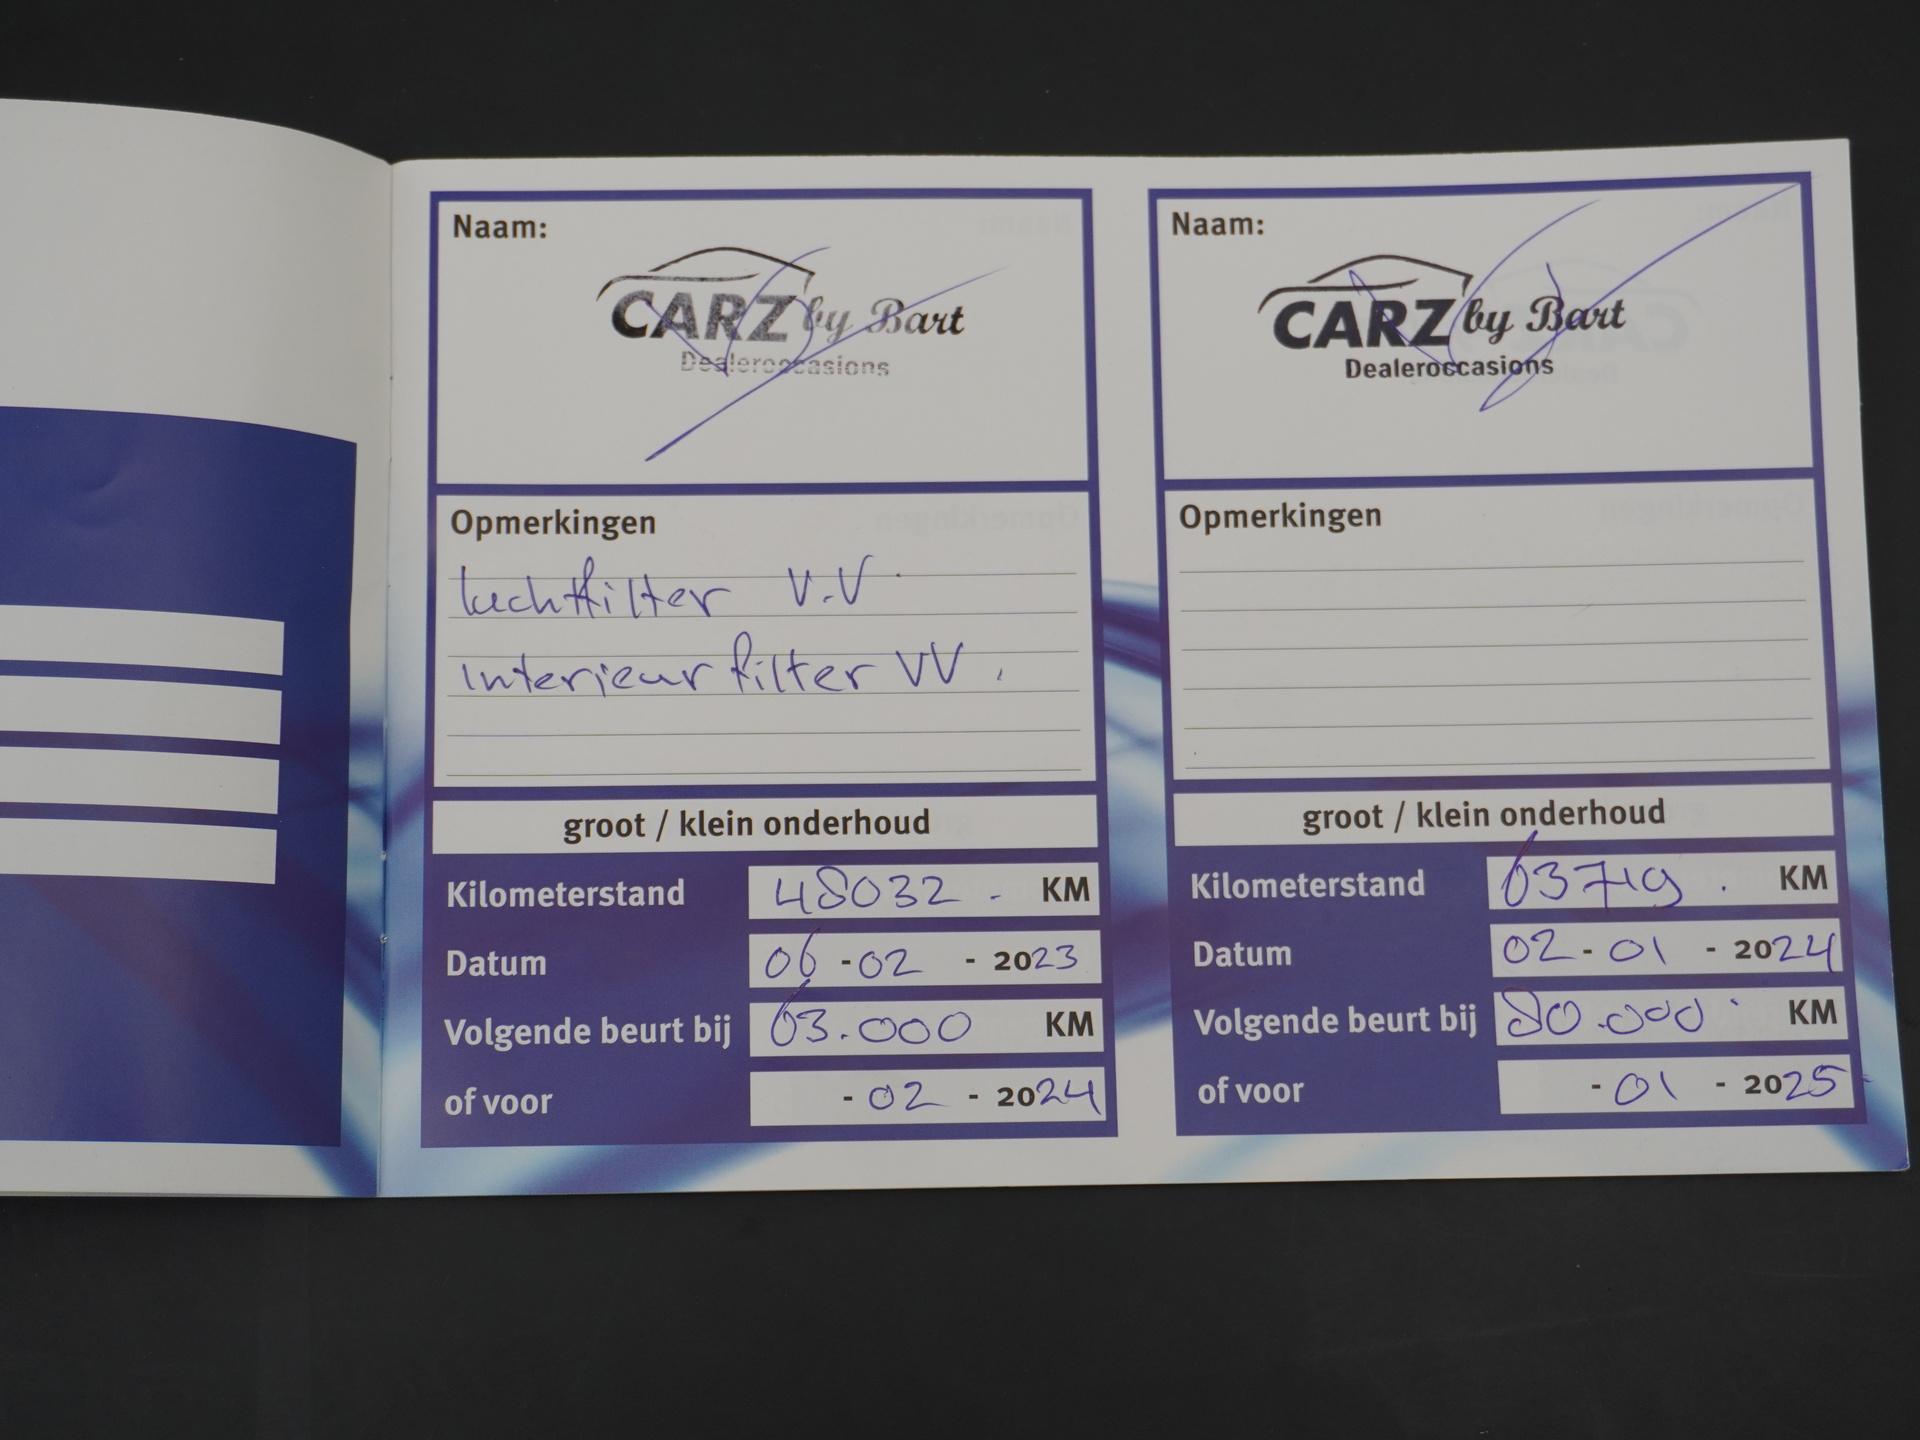 Naam:
CARZ by Bart
Dealeroccasions
Opmerkingen
luchtfilter V.V
interieurfilter VV.
groot / klein onderhoud
Kilometerstand 48032 - KM
Datum 06 - 02 - 2023
Volgende beurt bij 63.000 KM
of voor - 02 - 2024
Naam:
CARZ by Bart
Dealeroccasions
Opmerkingen
groot / klein onderhoud
Kilometerstand 63719. KM
Datum 02 - 01 - 2024
Volgende beurt bij 80.000 KM
of voor - 01 - 2025